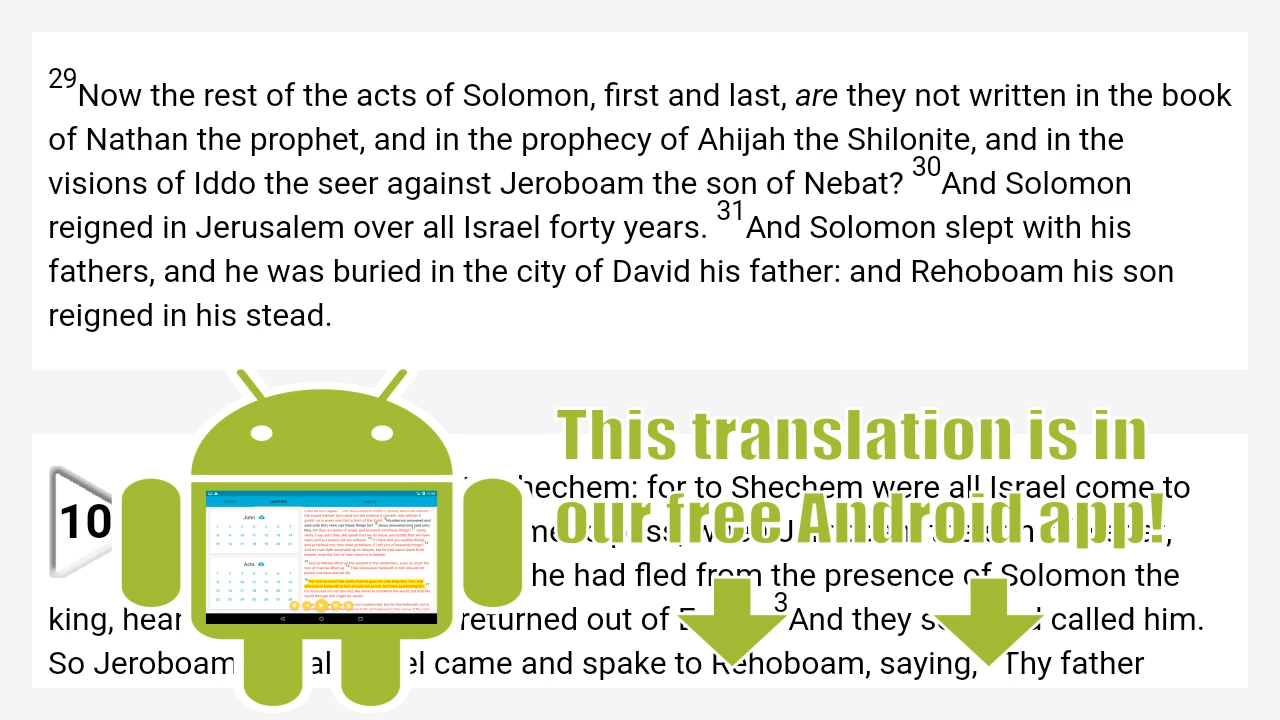 29Now the rest of the acts of Solomon, first and last, are they not written in the book
of Nathan the prophet, and in the prophecy of Ahijah the Shilonite, and in the
visions of Iddo the seer against Jeroboam the son of Nebat? 30And Solomon
reigned in Jerusalem over all Israel forty years. 31And Solomon slept with his
fathers, and he was buried in the city of David his father: and Rehoboam his son
reigned in his stead.
This translation is in
our free Android app!
10
Shechem: for to Shechem were all Israel come to
he had fled from the presence of Solomon the
king, returned out of 3And they called him.
So Jeroboam came and spake to Rehoboam, saying, Thy father
John
Acts